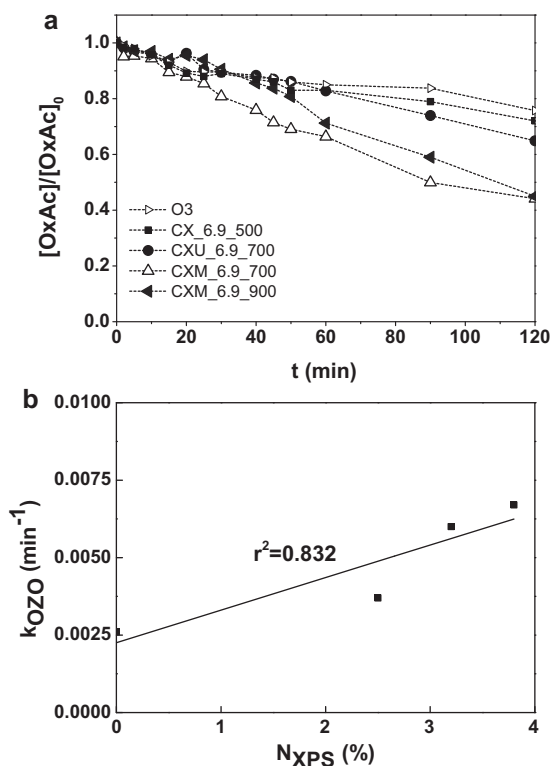 a
1.0
0.8
0.6
0.4
0.2
0.0
[OxAc]/[OxAc]0
O3
CX_6.9_500
CXU_6.9_700
CXM_6.9_700
CXM_6.9_900
0 20 40 60 80 100 120
t (min)
b
0.0100
0.0075
0.0050
0.0025
0.0000
kOZO (min-1)
r2=0.832
0 1 2 3 4
NXPS (%)